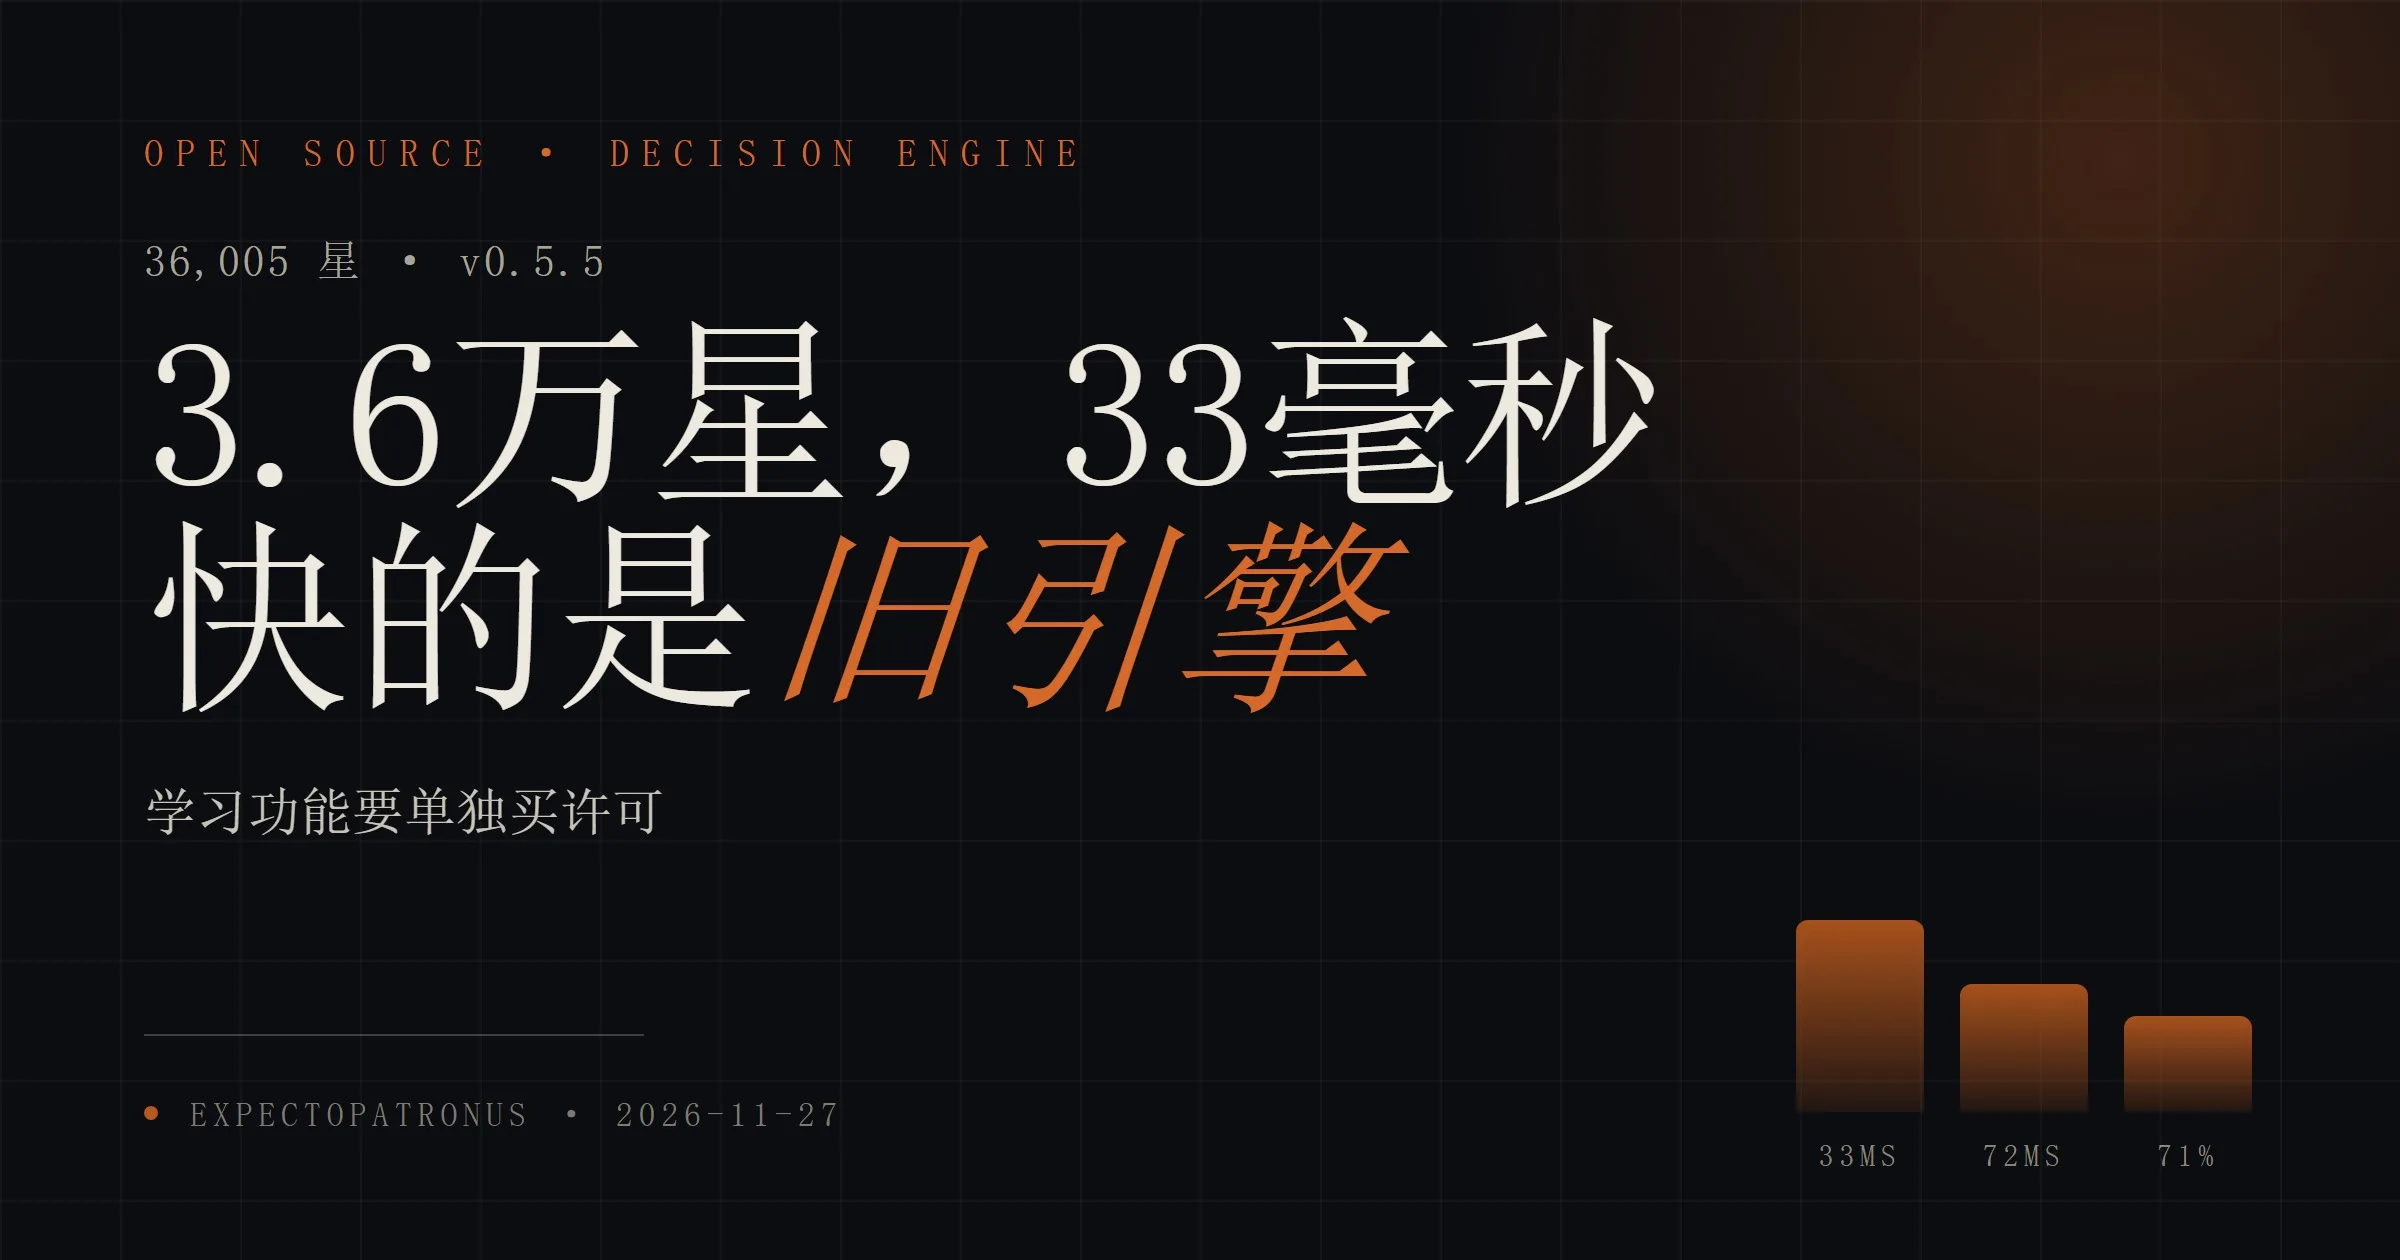 OPEN SOURCE • DECISION ENGINE
36,005 星 • v0.5.5
3.6万星，33毫秒
快的是旧引擎
学习功能要单独买许可
EXPECTOPATRONUS • 2026-11-27
33MS 72MS 71%